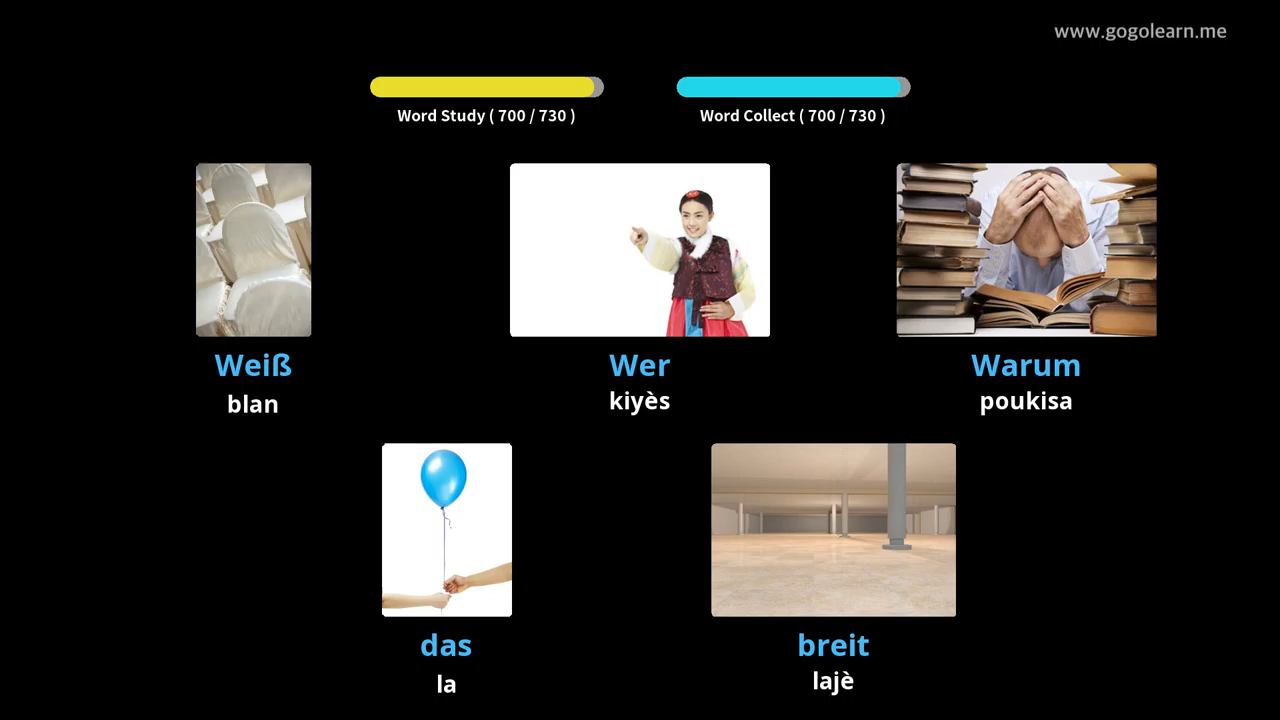 www.gogolearn.me
Word Study ( 700 / 730 )
Word Collect ( 700 / 730 )
Weiß
blan
Wer
kiyès
Warum
poukisa
das
la
breit
lajè